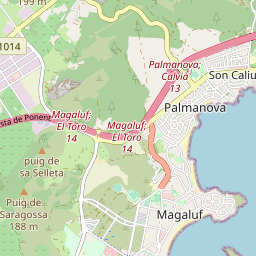 199 m
1014
Palmanova;
Calvià
13
Son Caliu
Palmanova
sta de Ponent
Magaluf;
El Toro
14
Magaluf;
El Toro
14
puig de
sa Selleta
Puig de
Saragossa
188 m
Magaluf